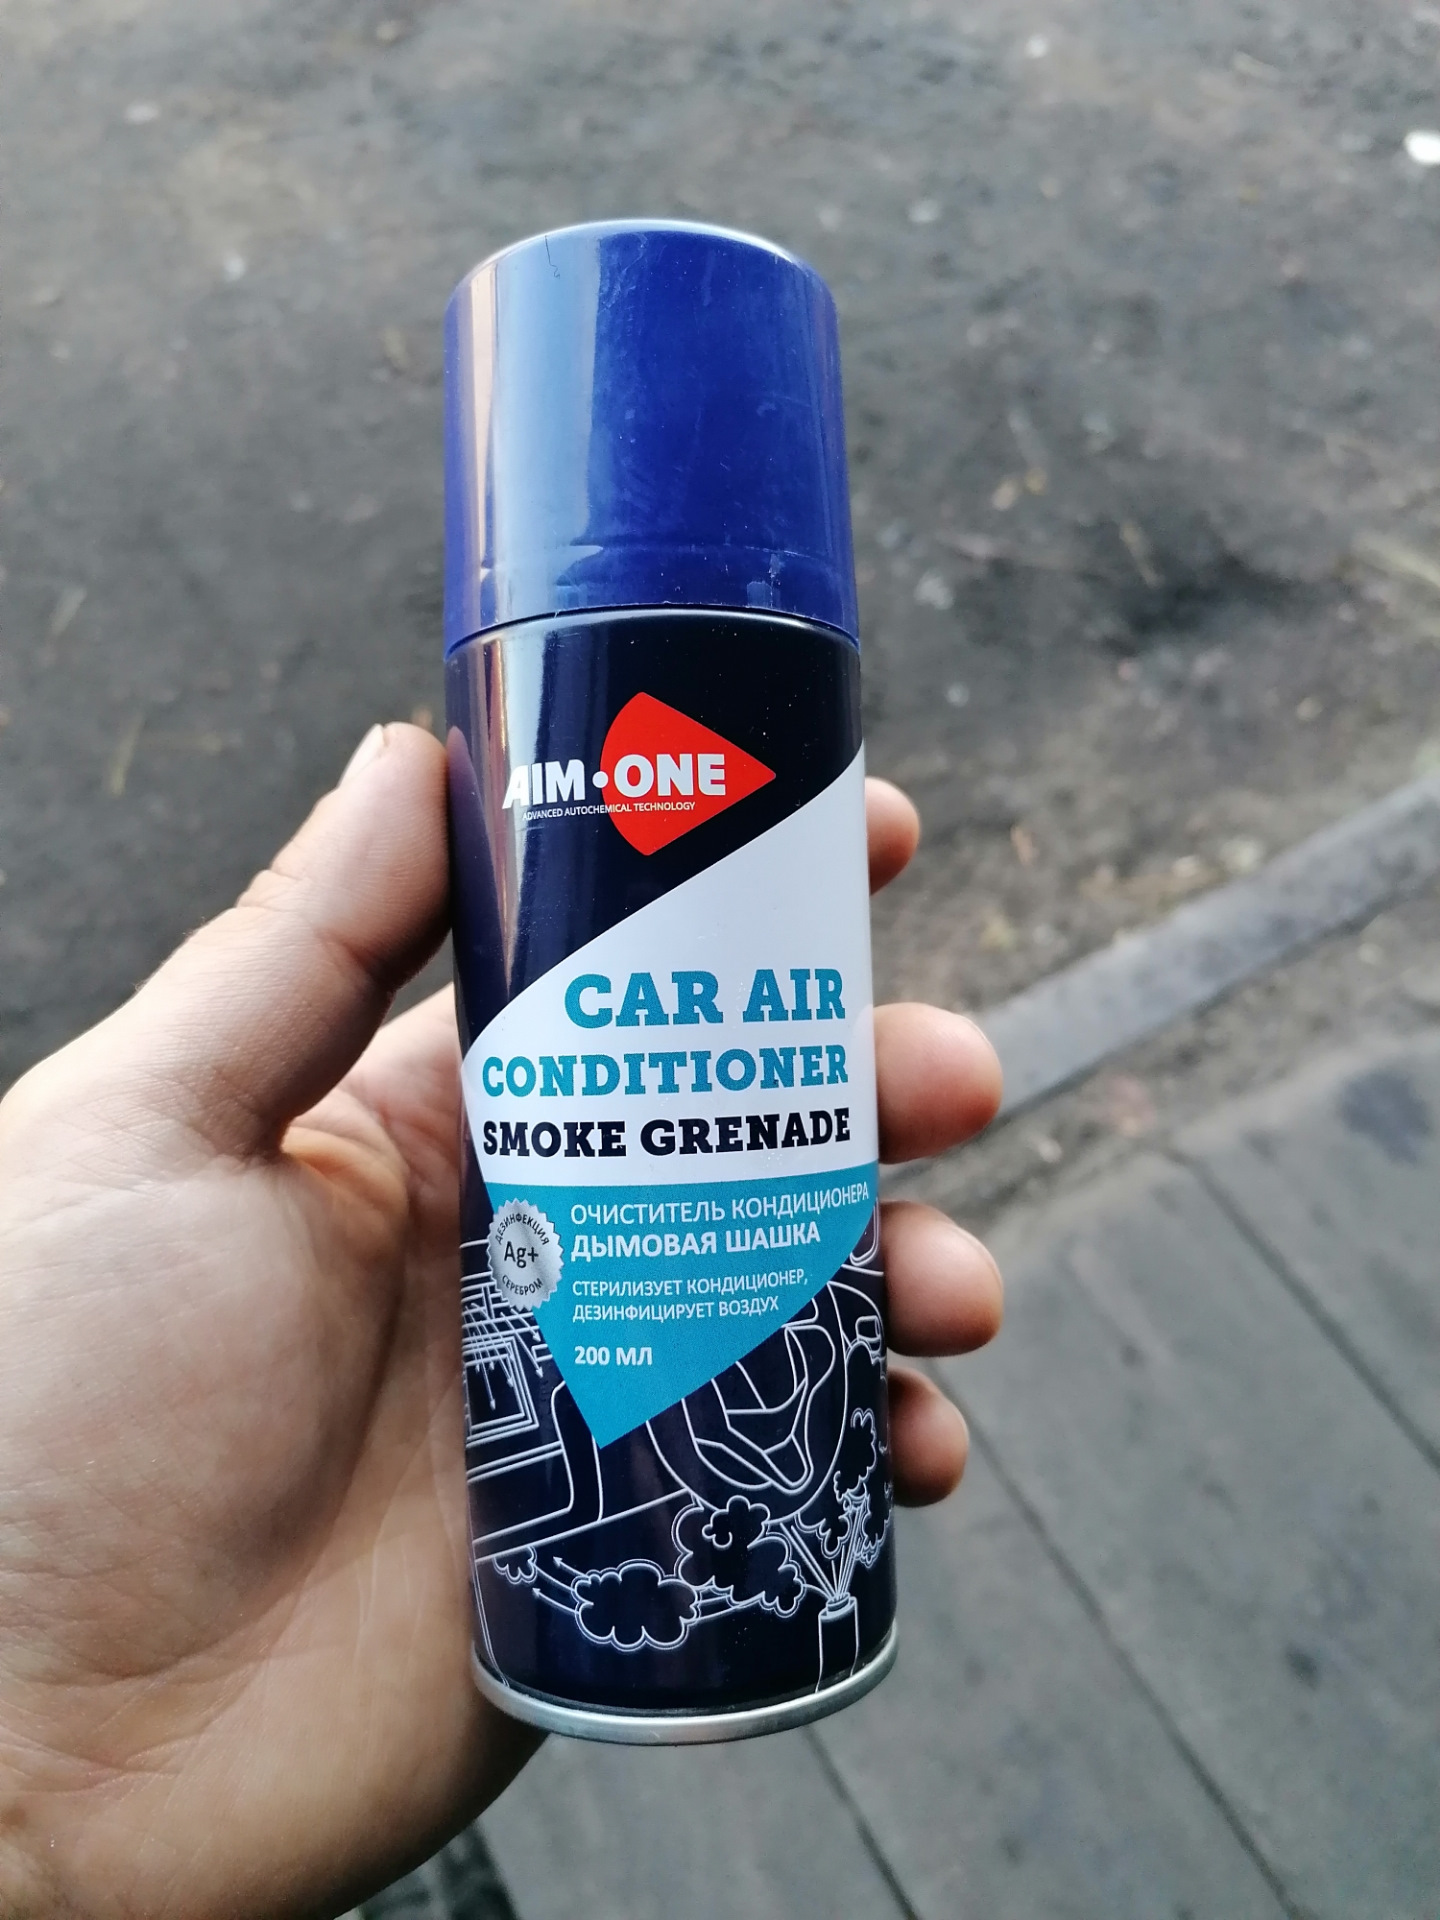 AIM•ONE
ADVANCED AUTOCHEMICAL TECHNOLOGY
CAR AIR
CONDITIONER
SMOKE GRENADE
ОЧИСТИТЕЛЬ КОНДИЦИОНЕРА
ДЫМОВАЯ ШАШКА
СТЕРИЛИЗУЕТ КОНДИЦИОНЕР,
ДЕЗИНФИЦИРУЕТ ВОЗДУХ
200 МЛ
ДЕЗИНФЕКЦИЯ
Ag+
СЕРЕБРОМ